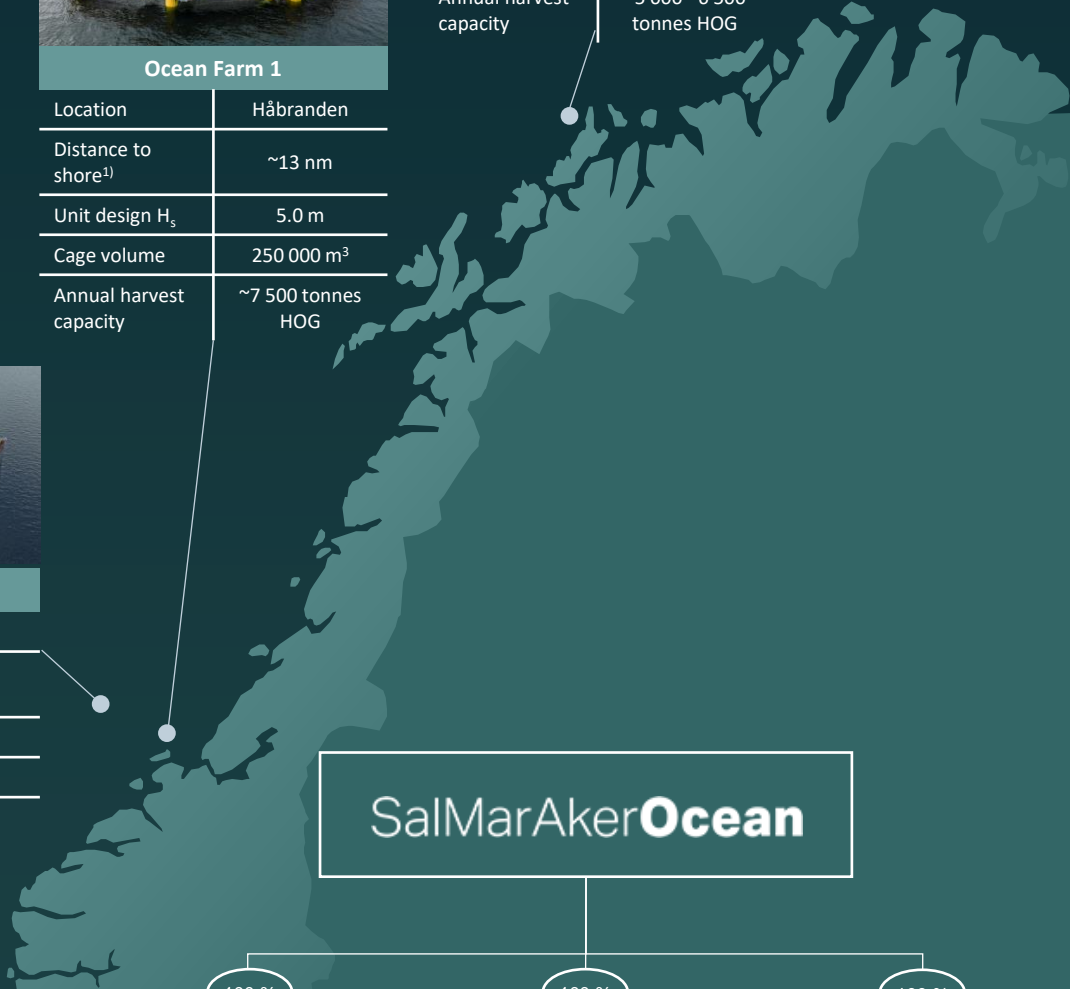 Annual harvest
capacity
tonnes HOG
Ocean Farm 1
Location
Håbranden
Distance to
shore1)
~13 nm
Unit design Hs
5.0 m
Cage volume
250 000 m3
Annual harvest
capacity
~7 500 tonnes
HOG
SalMarAkerOcean